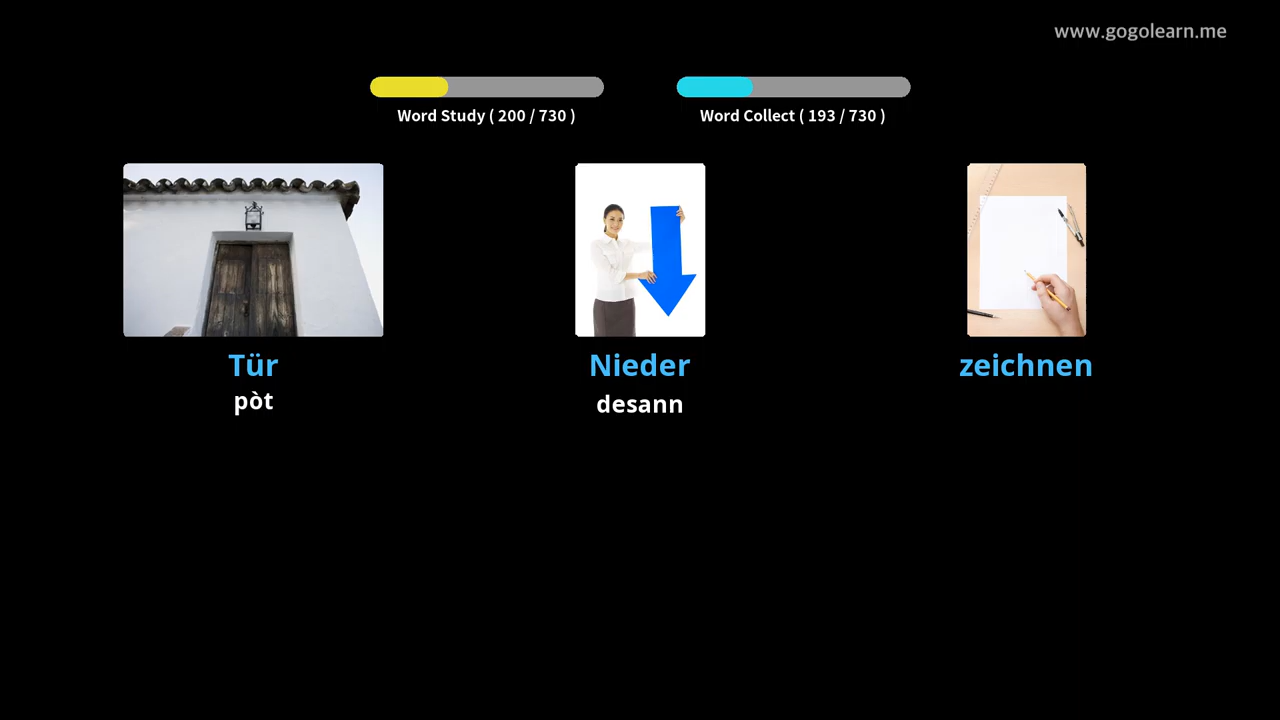 www.gogolearn.me
Word Study ( 200 / 730 )
Word Collect ( 193 / 730 )
Tür
pòt
Nieder
desann
zeichnen